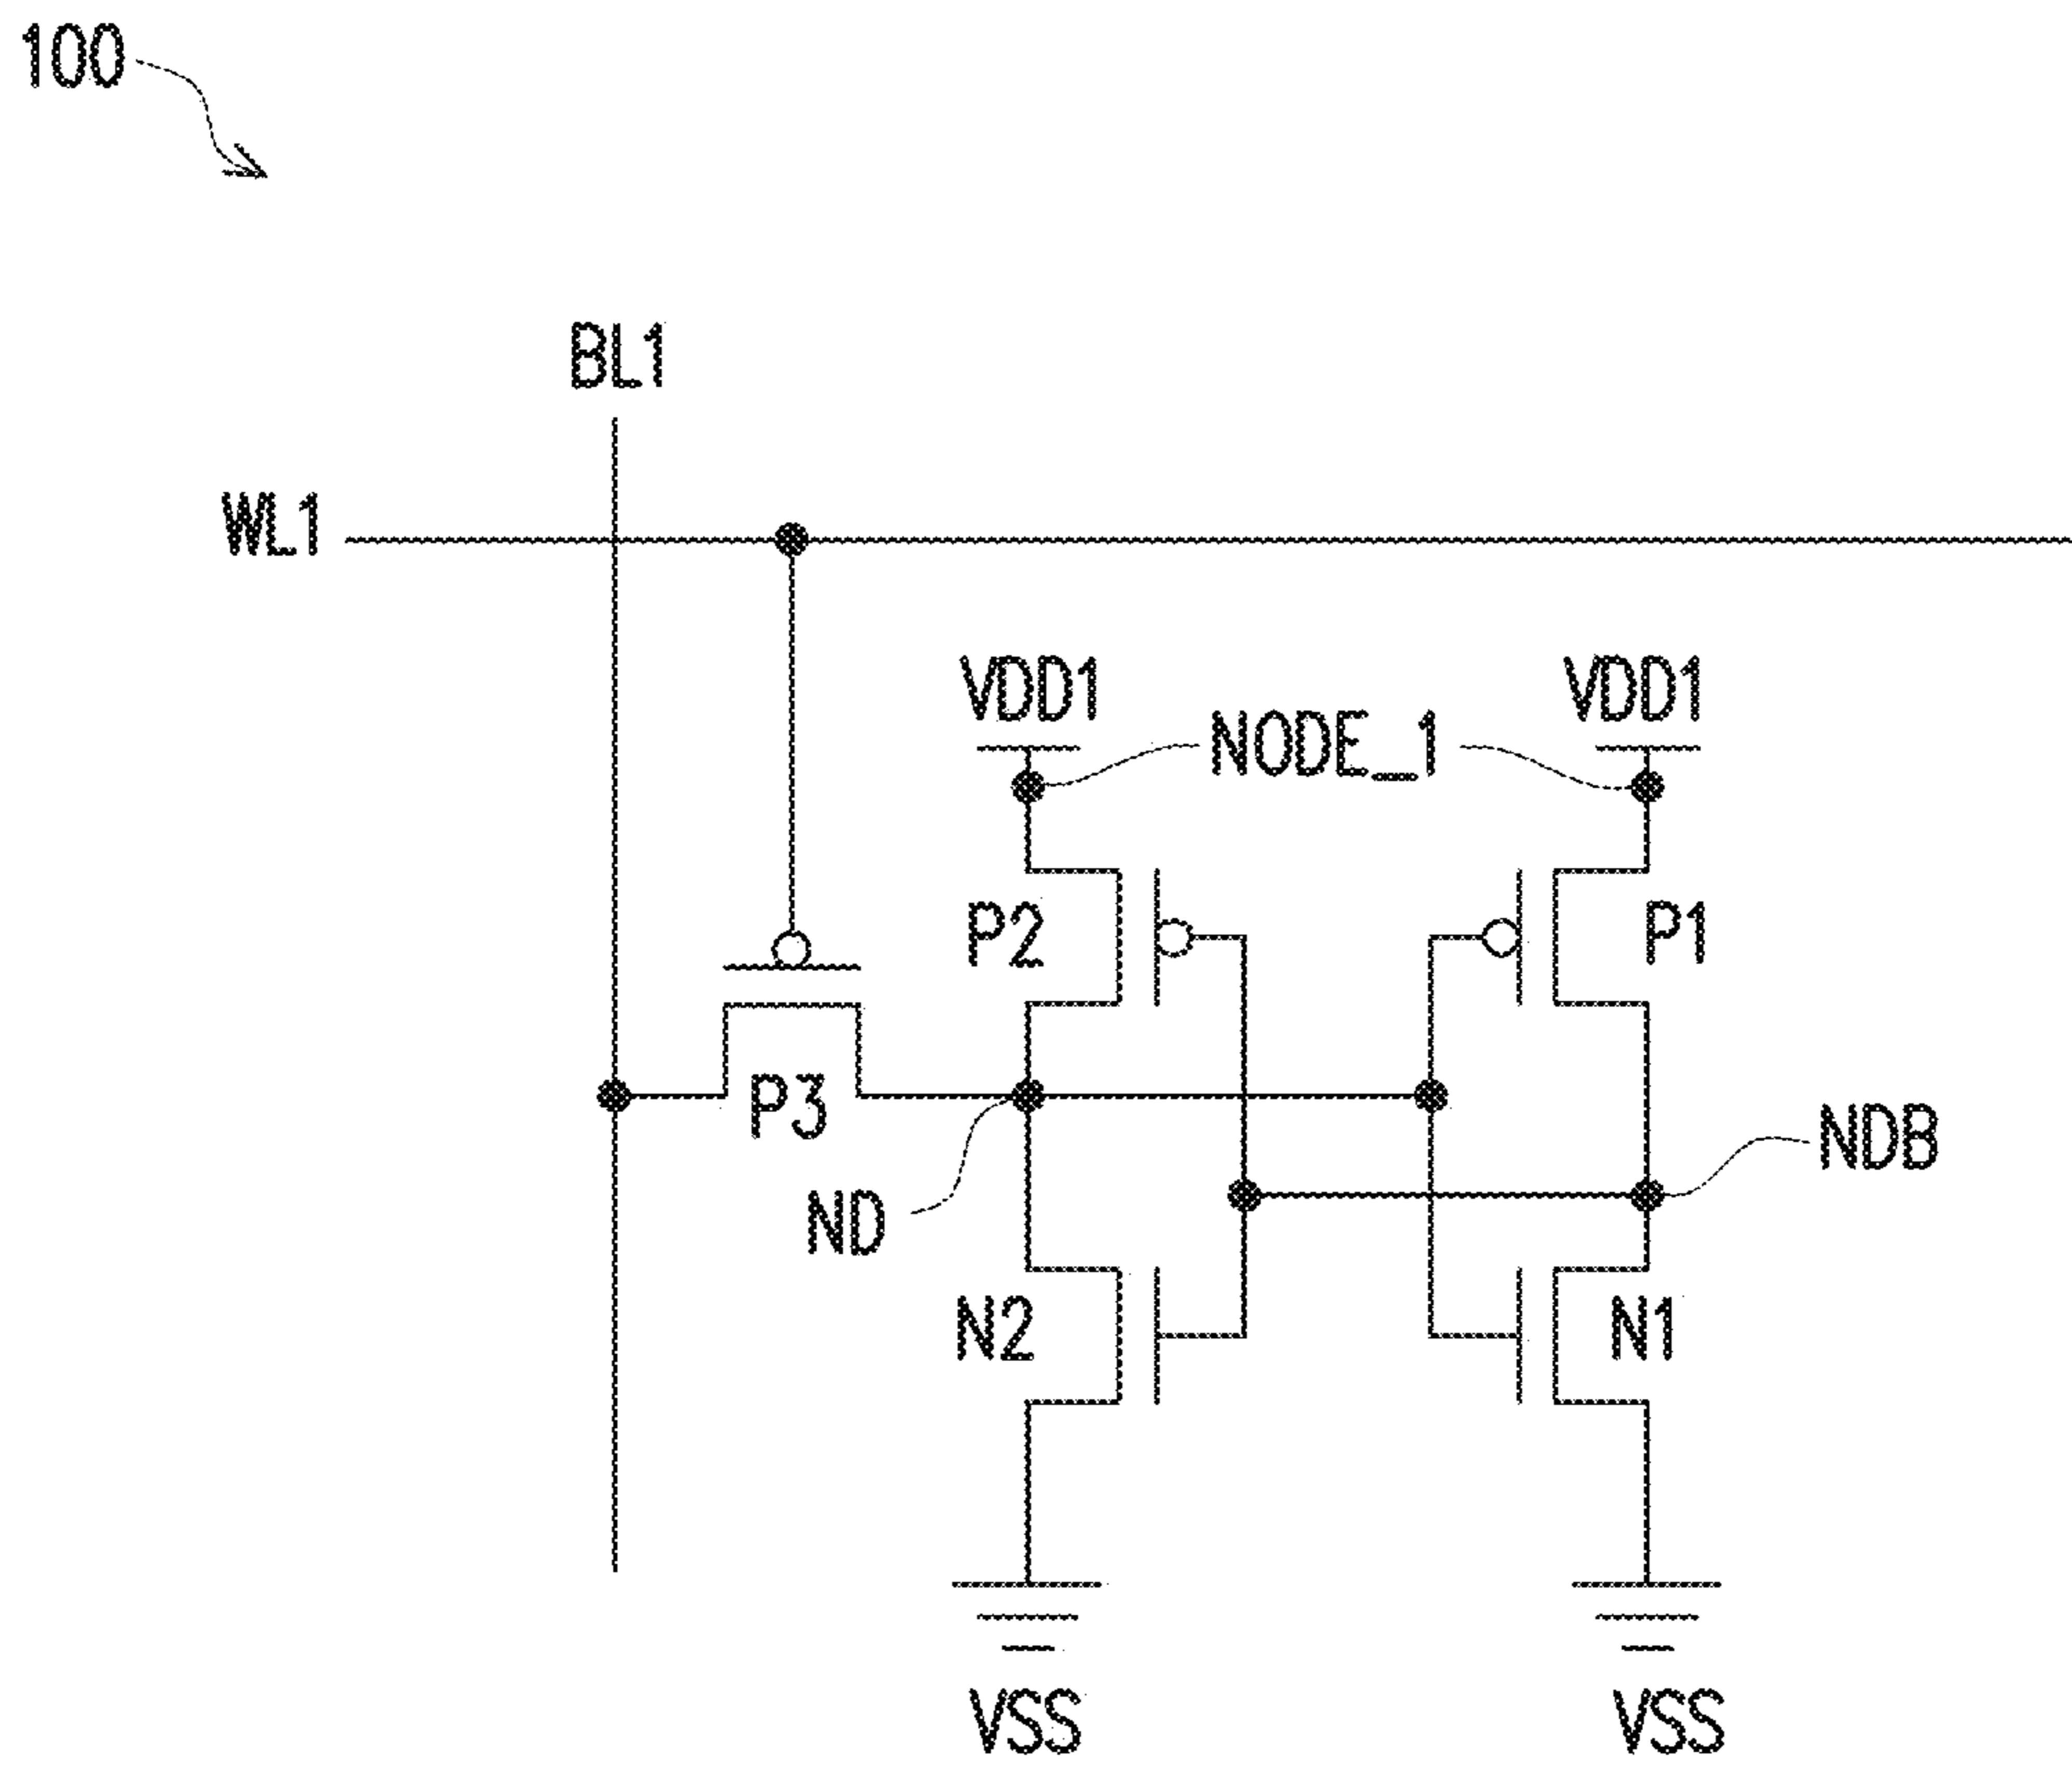 100
BL1
WL1
VDD1
VDD1
NODE_1
P2
P1
P3
NDB
ND
N2
N1
VSS
VSS